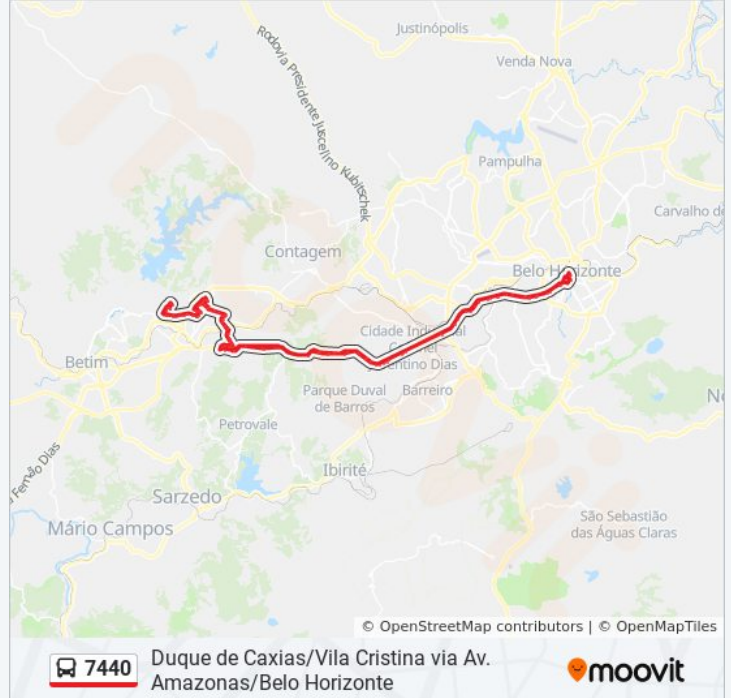 Justinópolis
Venda Nova
Rodovia Presidente Juscelino Kubitschek
Pampulha
Carvalho de
Contagem
Belo Horizonte
Cidade Industrial
Coronel
entino Dias
Betim
Parque Duval
de Barros
Barreiro
Petrovale
Ibirité
Fernão Dias
Sarzedo
Mário Campos
São Sebastião
das Águas Claras
© OpenStreetMap contributors | © OpenMapTiles
7440
Duque de Caxias/Vila Cristina via Av.
Amazonas/Belo Horizonte
moovit